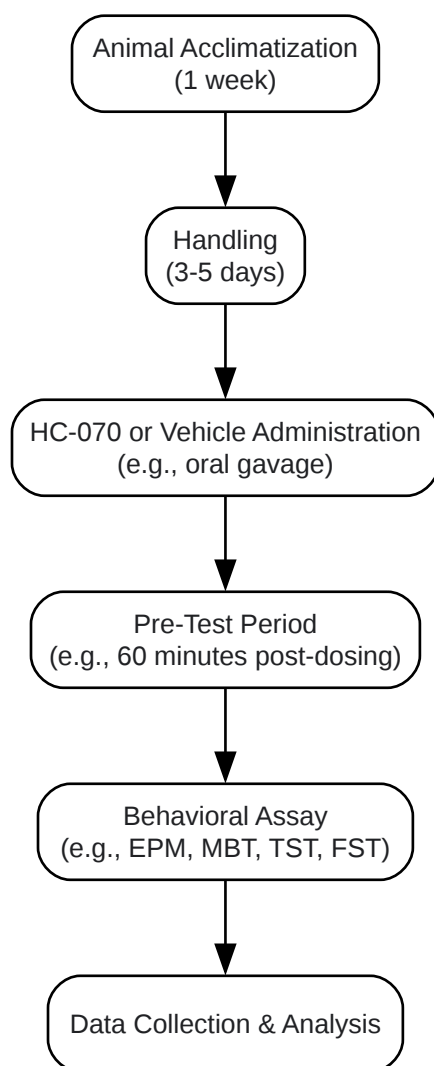 Animal Acclimatization
(1 week)
Handling
(3-5 days)
HC-070 or Vehicle Administration
(e.g., oral gavage)
Pre-Test Period
(e.g., 60 minutes post-dosing)
Behavioral Assay
(e.g., EPM, MBT, TST, FST)
Data Collection & Analysis